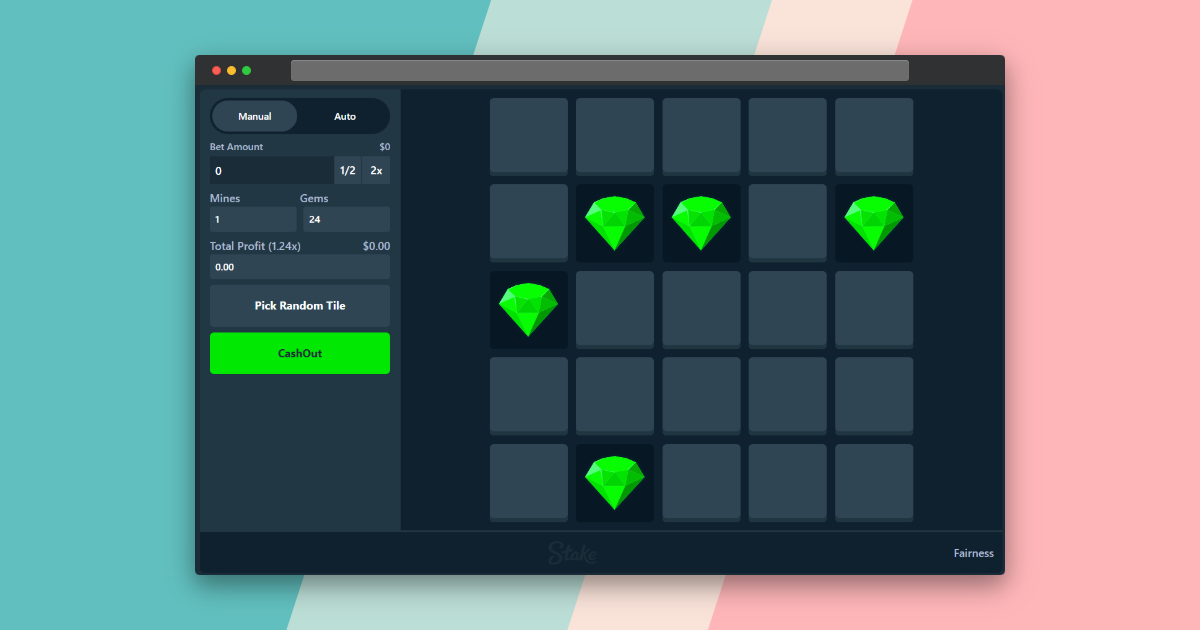 Manual Auto
Bet Amount $0
0 1/2 2x
Mines Gems
1 24
Total Profit (1.24x) $0.00
0.00
Pick Random Tile
CashOut
Stake
Fairness